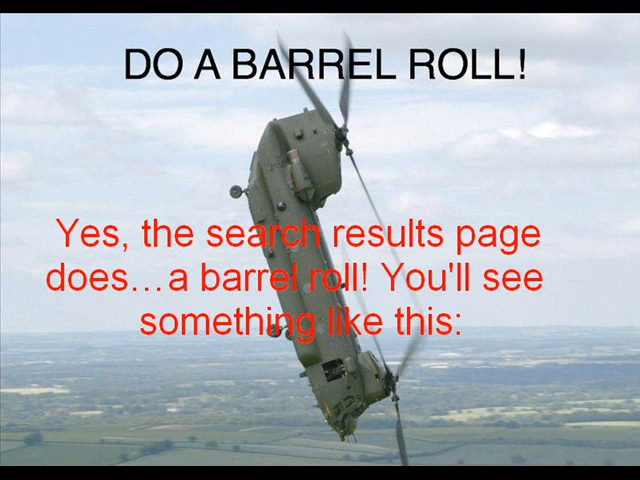 DO A BARREL ROLL!
Yes, the search results page
does...a barrel roll! You'll see
something like this: